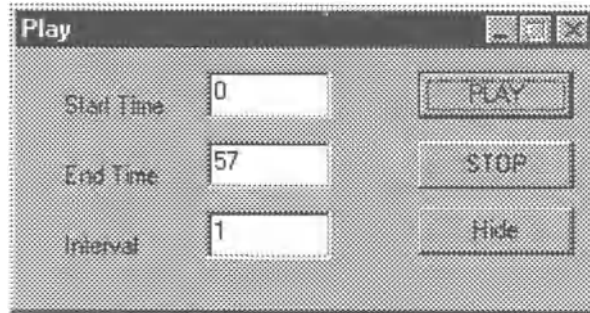 Play
Start Time 0 PLAY
End Time 57 STOP
Interval 1 Hide